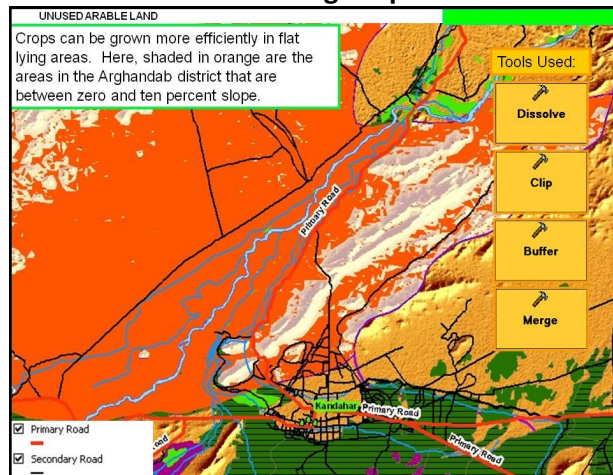 UNUSED ARABLE LAND
Crops can be grown more efficiently in flat
lying areas. Here, shaded in orange are the
areas in the Arghandab district that are
between zero and ten percent slope.
Tools Used:
Dissolve
Clip
Buffer
Merge
Primary Road
Kandahar
Primary Road
Primary Road
Primary Road
Secondary Road